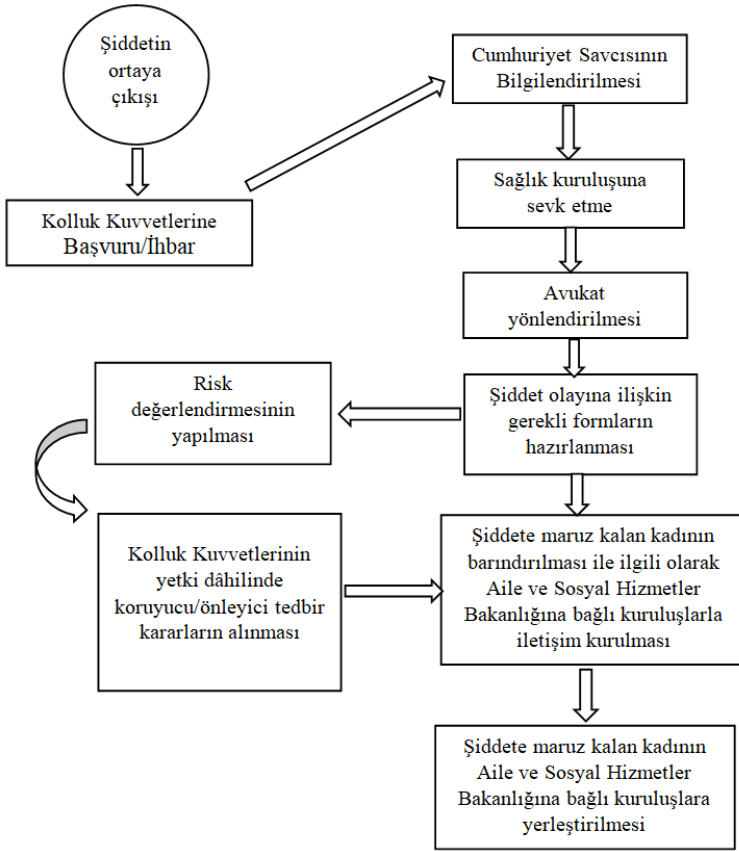 Şiddetin
ortaya
çıkışı
Kolluk Kuvvetlerine
Başvuru/İhbar
Cumhuriyet Savcısının
Bilgilendirilmesi
Sağlık kuruluşuna
sevk etme
Avukat
yönlendirilmesi
Şiddet olayına ilişkin
gerekli formların
hazırlanması
Risk
değerlendirmesinin
yapılması
Kolluk Kuvvetlerinin
yetki dâhilinde
koruyucu/önleyici tedbir
kararların alınması
Şiddete maruz kalan kadının
barındırılması ile ilgili olarak
Aile ve Sosyal Hizmetler
Bakanlığına bağlı kuruluşlarla
iletişim kurulması
Şiddete maruz kalan kadının
Aile ve Sosyal Hizmetler
Bakanlığına bağlı kuruluşlara
yerleştirilmesi